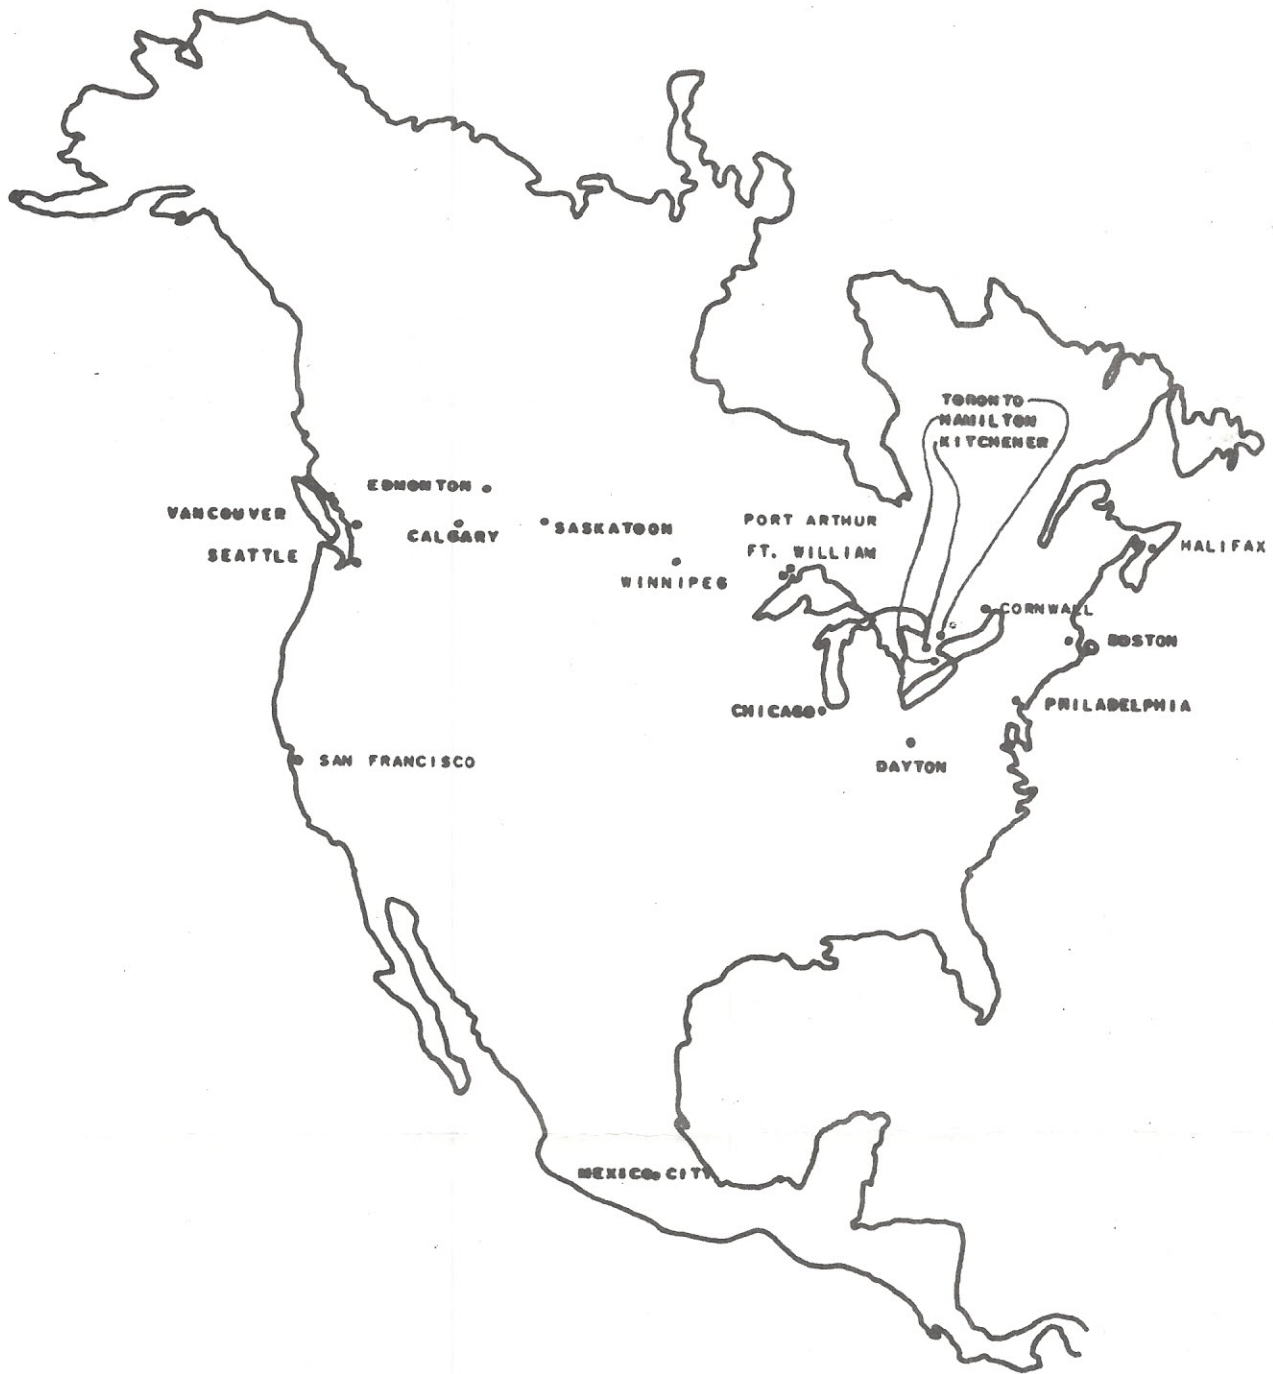 TORONTO
HAMILTON
KITCHENER
EDMONTON
VANCOUVER
CALGARY
SASKATOON
PORT ARTHUR
SEATTLE
FT. WILLIAM
HALIFAX
WINNIPEG
CORNWALL
BOSTON
CHICAGO
PHILADELPHIA
SAN FRANCISCO
DAYTON
MEXICO CITY